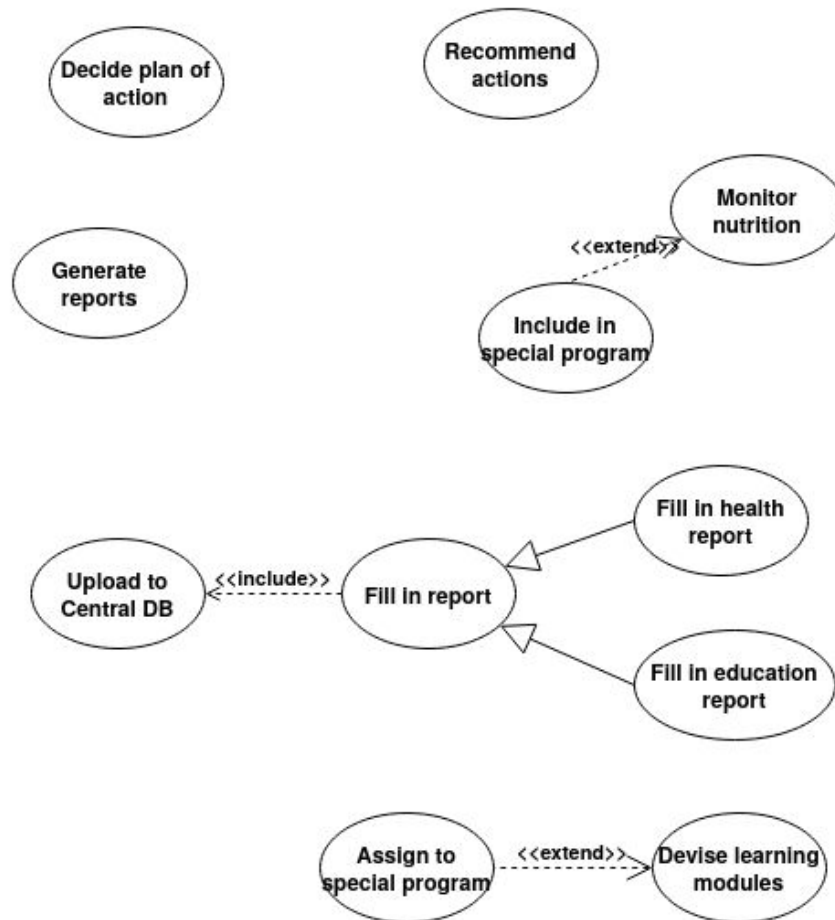 Decide plan of
action
Recommend
actions
Monitor
nutrition
<<extend>>
Generate
reports
Include in
special program
Fill in health
report
Upload to
Central DB
<<include>>
Fill in report
Fill in education
report
Assign to
special program
<<extend>>
Devise learning
modules